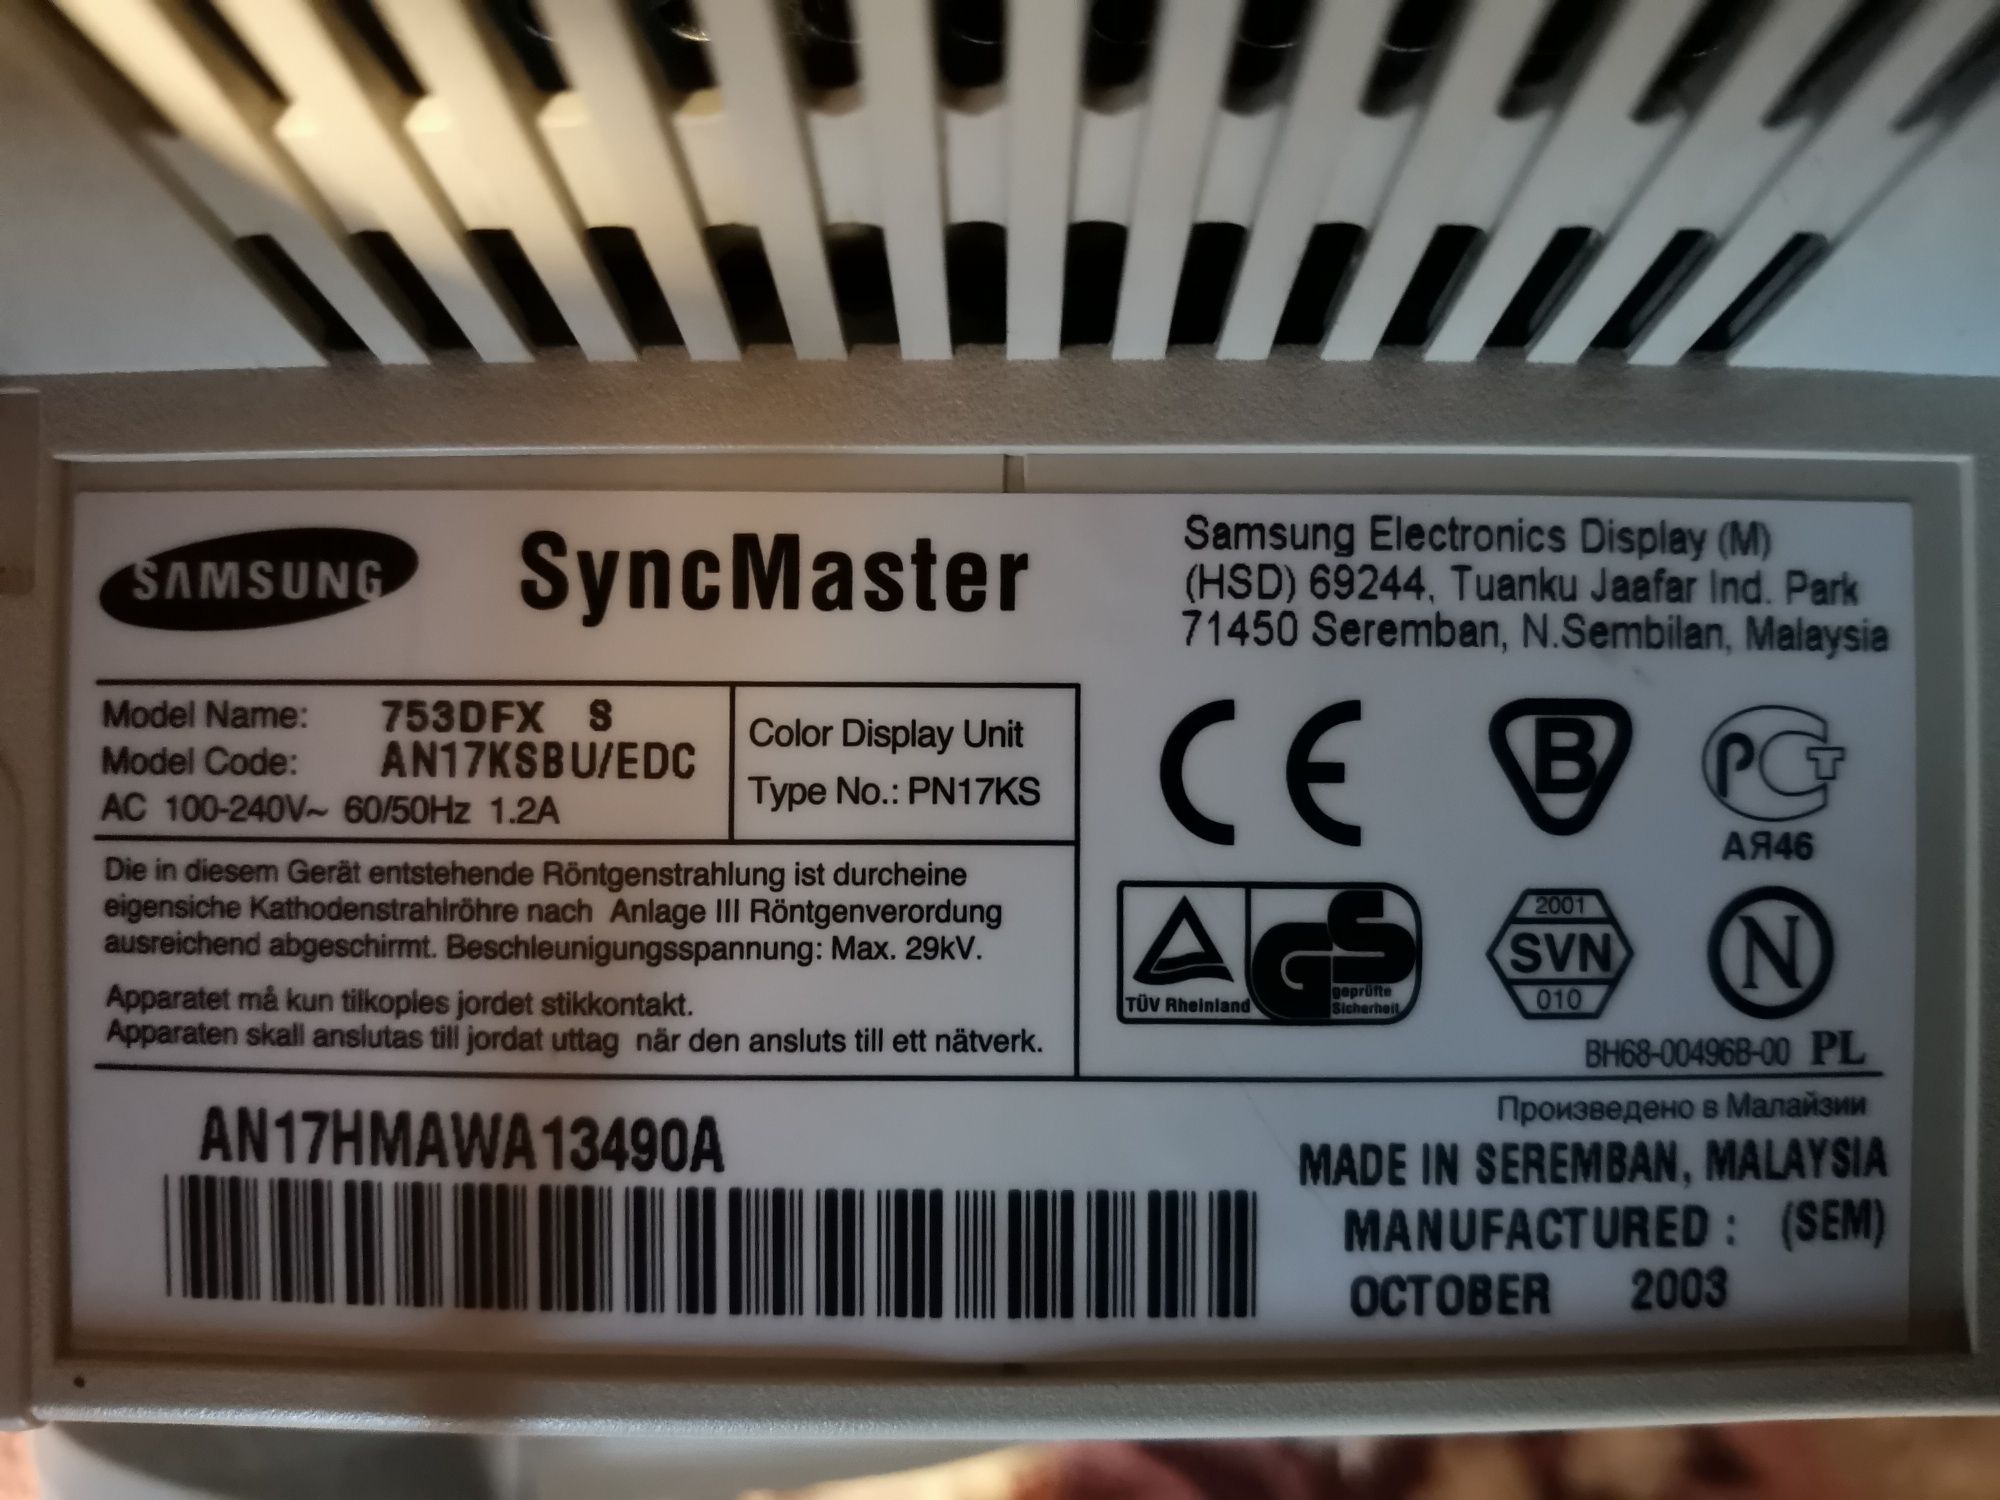 SAMSUNG
SyncMaster
Samsung Electronics Display (M)
(HSD) 69244, Tuanku Jaafar Ind. Park
71450 Seremban, N.Sembilan, Malaysia
Model Name: 753DFX S
Model Code: AN17KSBU/EDC
AC 100-240V~ 60/50Hz 1.2A
Color Display Unit
Type No.: PN17KS
Die in diesem Gerät entstehende Röntgenstrahlung ist durcheine
eigensiche Kathodenstrahlröhre nach Anlage III Röntgenverordung
ausreichend abgeschirmt. Beschleunigungsspannung: Max. 29kV.
Apparatet må kun tilkoples jordet stikkontakt.
Apparaten skall anslutas till jordat uttag när den ansluts till ett nätverk.
CE
B
РСТ
АЯ46
TÜV Rheinland
GS
geprüfte
Sicherheit
2001
SVN
010
N
BH68-00496B-00 PL
AN17HMAWA13490A
Произведено в Малайзии
MADE IN SEREMBAN, MALAYSIA
MANUFACTURED : (SEM)
OCTOBER 2003